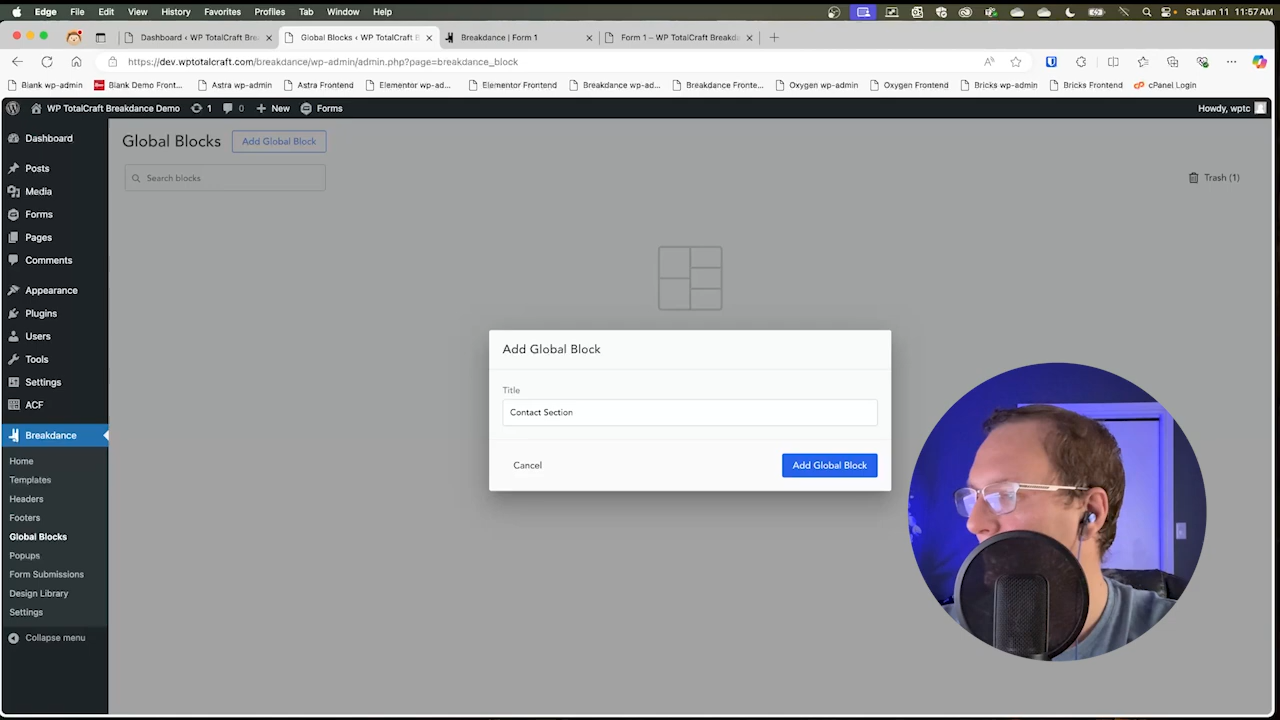 Edge File Edit View History Favorites Profiles Tab Window Help Sat Jan 11 11:57 AM
Dashboard < WP TotalCraft Brea Global Blocks < WP TotalCraft B Breakdance | Form 1 Form 1 – WP TotalCraft Breakda
https://dev.wptotalcraft.com/breakdance/wp-admin/admin.php?page=breakdance_block
Blank wp-admin Blank Demo Front... Astra wp-admin Astra Frontend Elementor wp-ad... Elementor Frontend Breakdance wp-ad... Breakdance Fronte... Oxygen wp-admin Oxygen Frontend Bricks wp-admin Bricks Frontend cPanel Login
WP TotalCraft Breakdance Demo 1 0 New Forms Howdy, wptc
Dashboard
Posts
Media
Forms
Pages
Comments
Appearance
Plugins
Users
Tools
Settings
ACF
Breakdance
Home
Templates
Headers
Footers
Global Blocks
Popups
Form Submissions
Design Library
Settings
Collapse menu
Global Blocks Add Global Block
Search blocks Trash (1)
Add Global Block
Title
Contact Section
Cancel Add Global Block